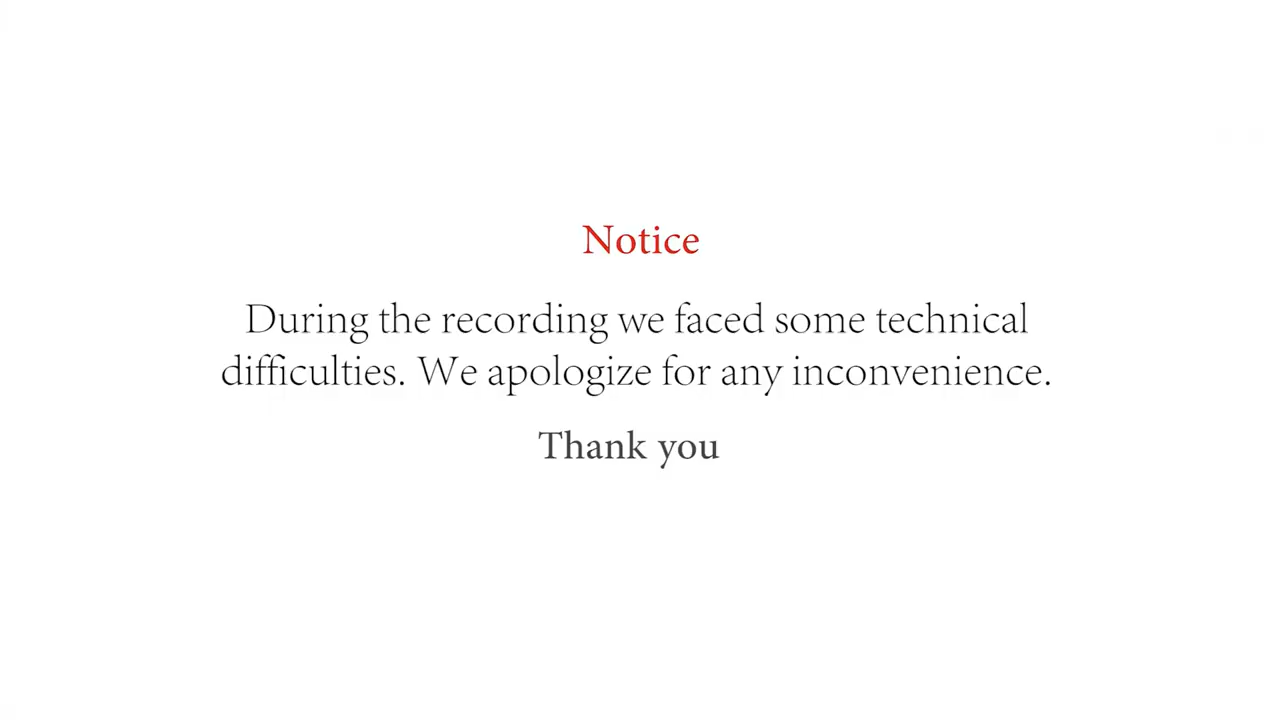 Notice
During the recording we faced some technical
difficulties. We apologize for any inconvenience.
Thank you